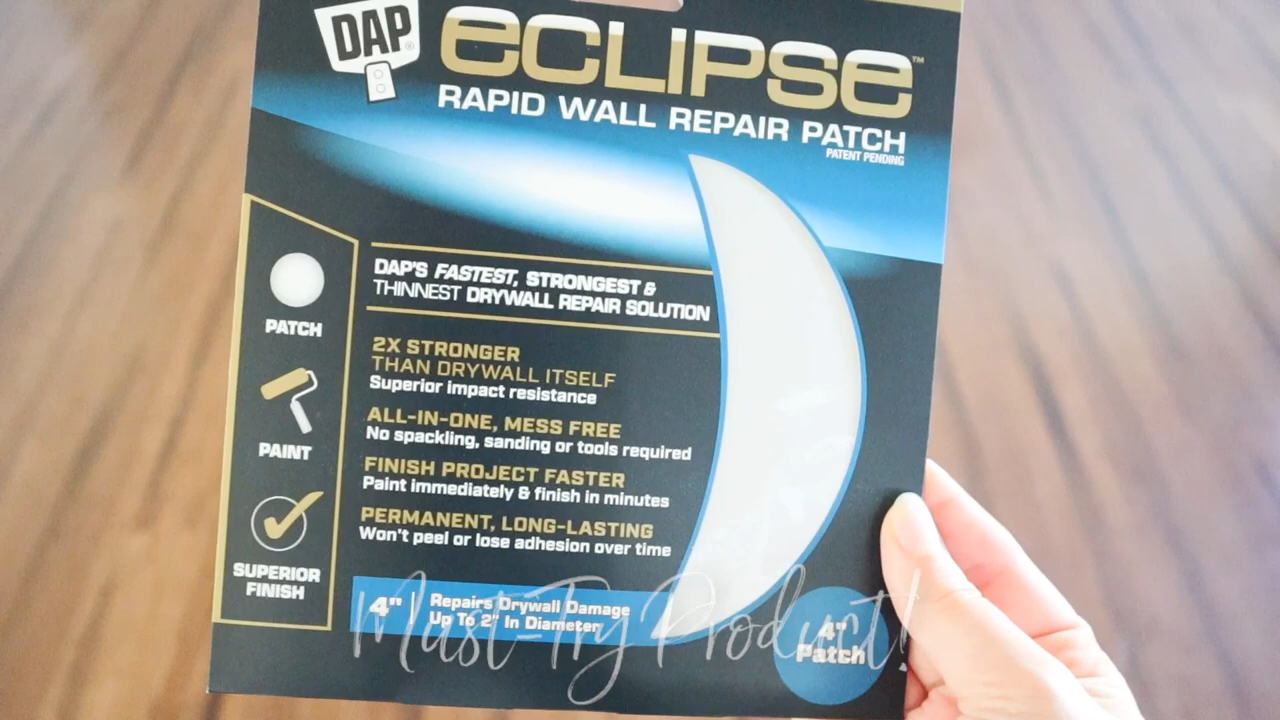 DAP®
eclipse™
RAPID WALL REPAIR PATCH
PATENT PENDING
DAP'S FASTEST, STRONGEST &
THINNEST DRYWALL REPAIR SOLUTION
PATCH
PAINT
SUPERIOR
FINISH
2X STRONGER
THAN DRYWALL ITSELF
Superior impact resistance
ALL-IN-ONE, MESS FREE
No spackling, sanding or tools required
FINISH PROJECT FASTER
Paint immediately & finish in minutes
PERMANENT, LONG-LASTING
Won't peel or lose adhesion over time
4" | Repairs Drywall Damage
Up To 2" In Diameter
4"
Patch
Must-Try Product!